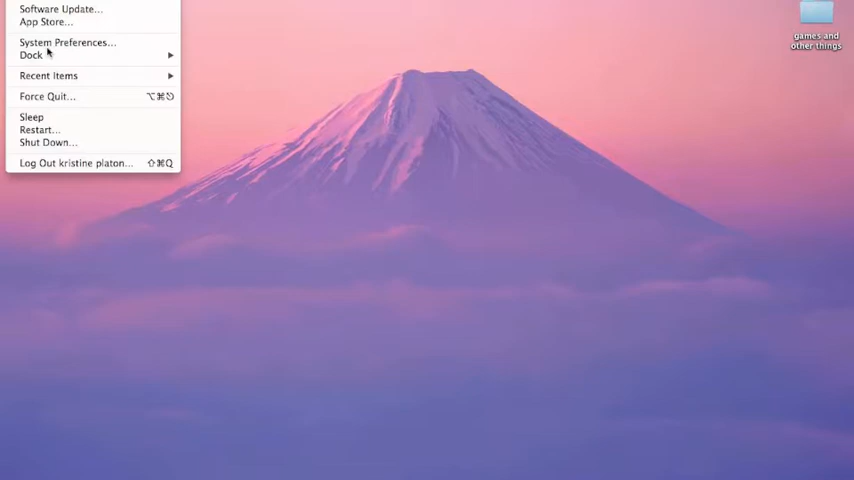 Software Update...
App Store...
System Preferences...
Dock
Recent Items
Force Quit... ⌥⌘⎋
Sleep
Restart...
Shut Down...
Log Out kristine platon... ⇧⌘Q
games and
other things